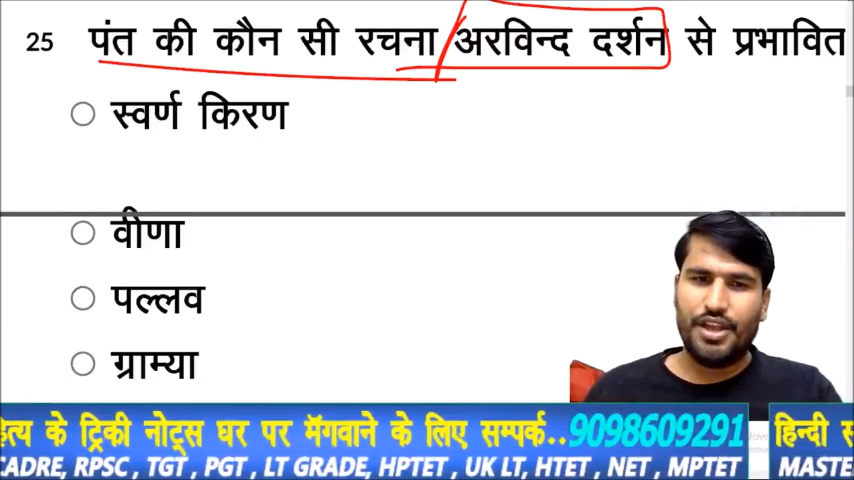 25 पंत की कौन सी रचना अरविन्द दर्शन से प्रभावित
स्वर्ण किरण
वीणा
पल्लव
ग्राम्या
के ट्रिकी नोट्स घर पर मॅगवाने के लिए सम्पर्क..9098609291 हिन्दी
CADRE, RPSC , TGT , PGT , LT GRADE, HPTET , UK LT, HTET , NET , MPTET MASTE